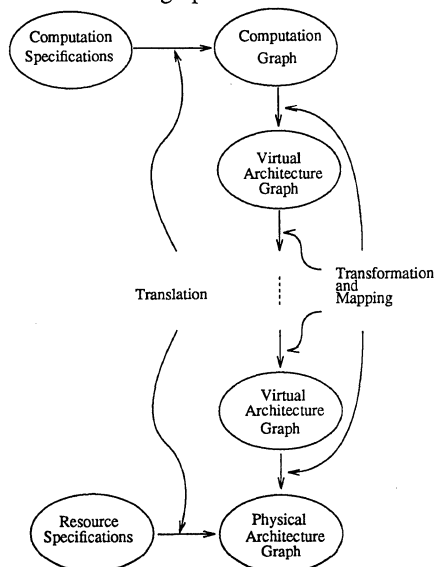 Computation
Specifications
Computation
Graph
Virtual
Architecture
Graph
Translation
Transformation
and
Mapping
Virtual
Architecture
Graph
Resource
Specifications
Physical
Architecture
Graph